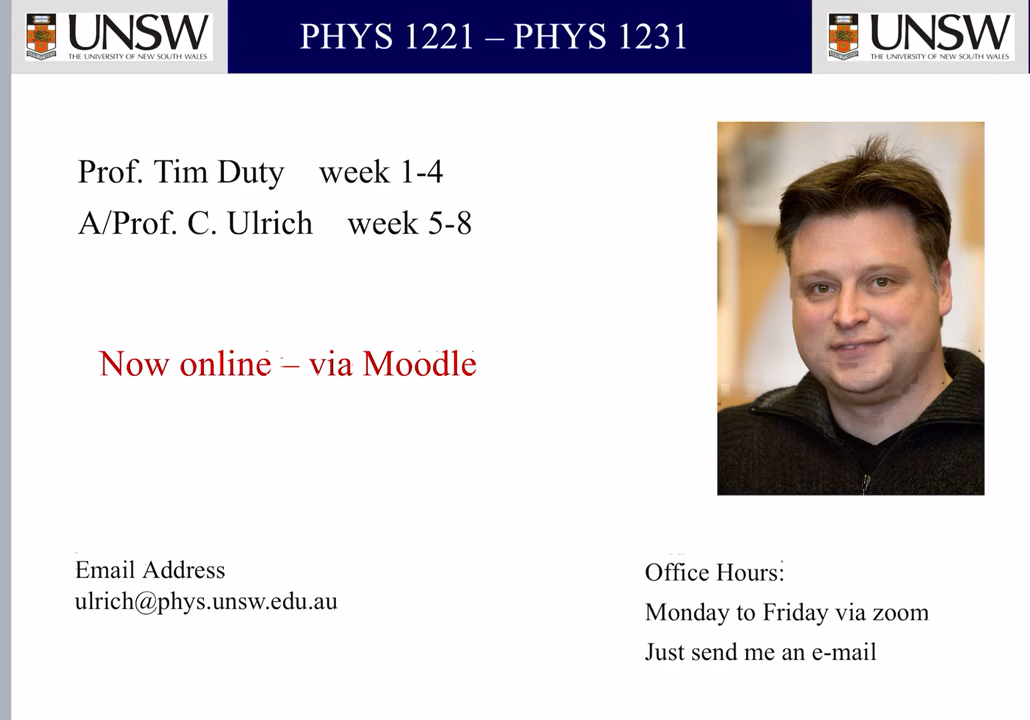 UNSW
THE UNIVERSITY OF NEW SOUTH WALES
PHYS 1221 – PHYS 1231
UNSW
THE UNIVERSITY OF NEW SOUTH WALES
Prof. Tim Duty week 1-4
A/Prof. C. Ulrich week 5-8
Now online – via Moodle
Email Address
ulrich@phys.unsw.edu.au
Office Hours:
Monday to Friday via zoom
Just send me an e-mail